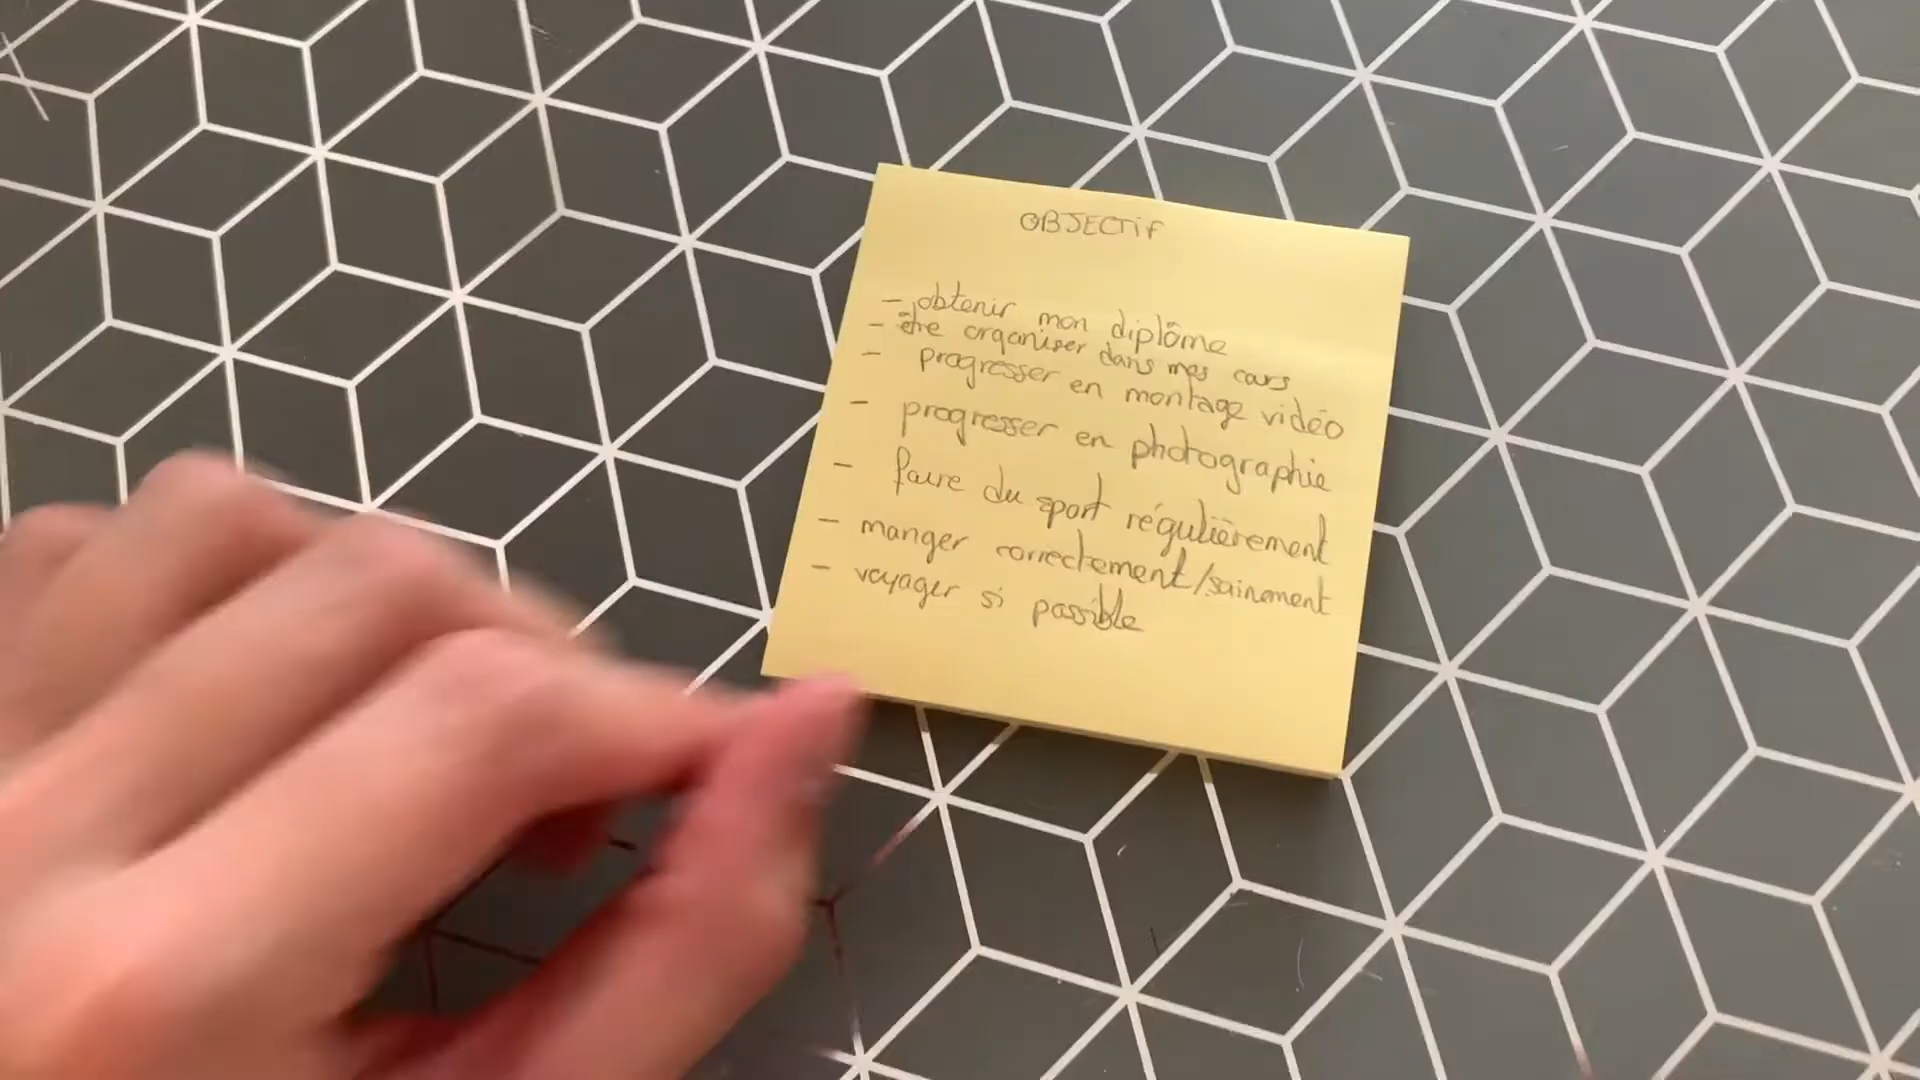 OBJECTif
- obtenir mon diplôme
- être organiser dans mes cours
- progresser en montage vidéo
- progresser en photographie
- faire du sport régulièrement
- manger correctement/sainement
- voyager si possible